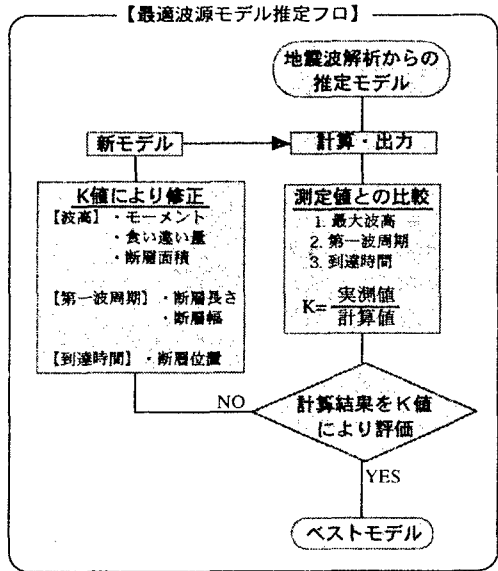 【最適波源モデル推定フロ】
地震波解析からの
推定モデル
新モデル
計算・出力
K値により修正
【波高】・モーメント
・食い違い量
・断層面積
【第一波周期】・断層長さ
・断層幅
【到達時間】・断層位置
測定値との比較
1. 最大波高
2. 第一波周期
3. 到達時間
K=実測値
計算値
計算結果をK値
により評価
NO
YES
ベストモデル